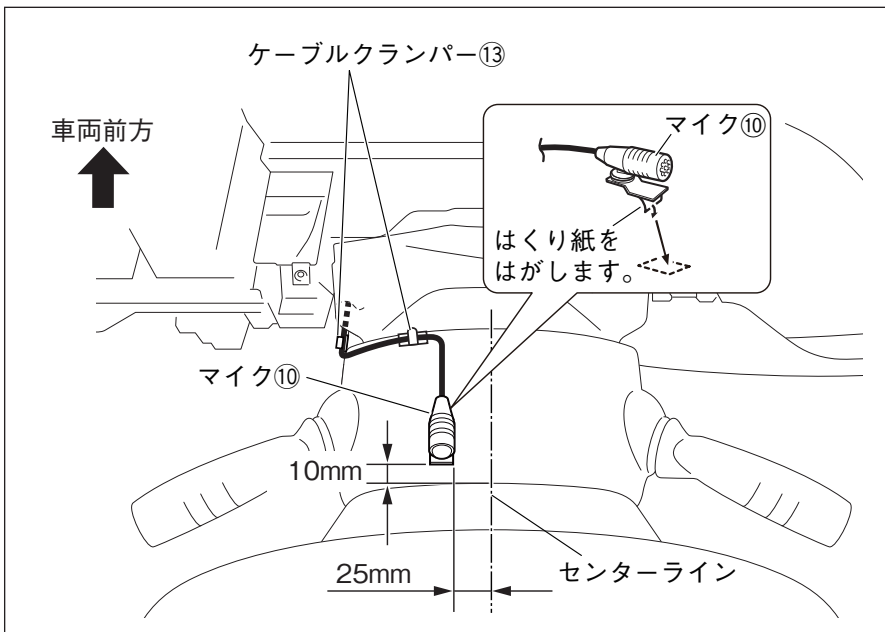 ケーブルクランパー⑬
車両前方
マイク⑩
はくり紙を
はがします。
マイク⑩
10mm
25mm
センターライン